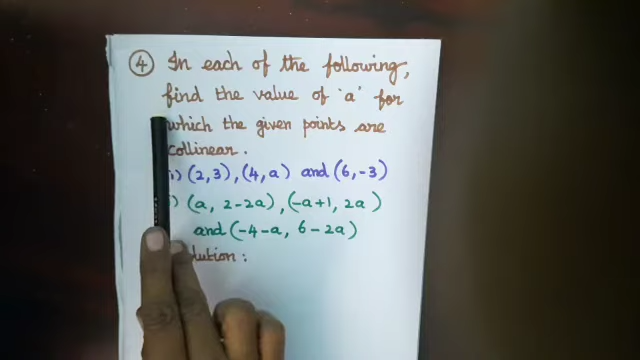 ④ In each of the following,
find the value of 'a' for
which the given points are
collinear.
i) (2,3), (4,a) and (6,-3)
) (a, 2-2a), (-a+1, 2a)
and (-4-a, 6-2a)
lution: